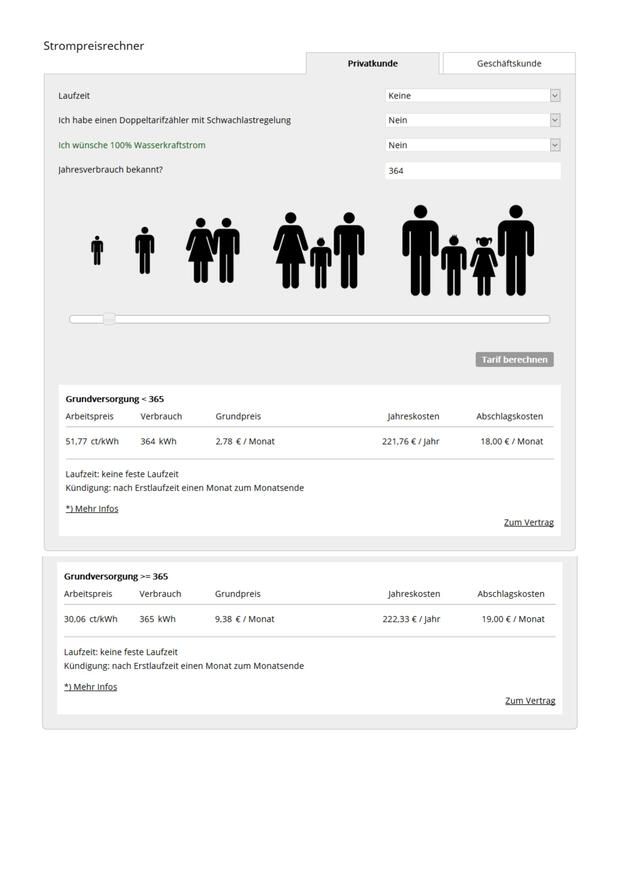 Strompreisrechner
Privatkunde Geschäftskunde
Laufzeit Keine
Ich habe einen Doppeltarifzähler mit Schwachlastregelung Nein
Ich wünsche 100% Wasserkraftstrom Nein
Jahresverbrauch bekannt? 364
Tarif berechnen
Grundversorgung < 365
Arbeitspreis Verbrauch Grundpreis Jahreskosten Abschlagskosten
51,77 ct/kWh 364 kWh 2,78 € / Monat 221,76 € / Jahr 18,00 € / Monat
Laufzeit: keine feste Laufzeit
Kündigung: nach Erstlaufzeit einen Monat zum Monatsende
*) Mehr Infos
Zum Vertrag
Grundversorgung >= 365
Arbeitspreis Verbrauch Grundpreis Jahreskosten Abschlagskosten
30,06 ct/kWh 365 kWh 9,38 € / Monat 222,33 € / Jahr 19,00 € / Monat
Laufzeit: keine feste Laufzeit
Kündigung: nach Erstlaufzeit einen Monat zum Monatsende
*) Mehr Infos
Zum Vertrag